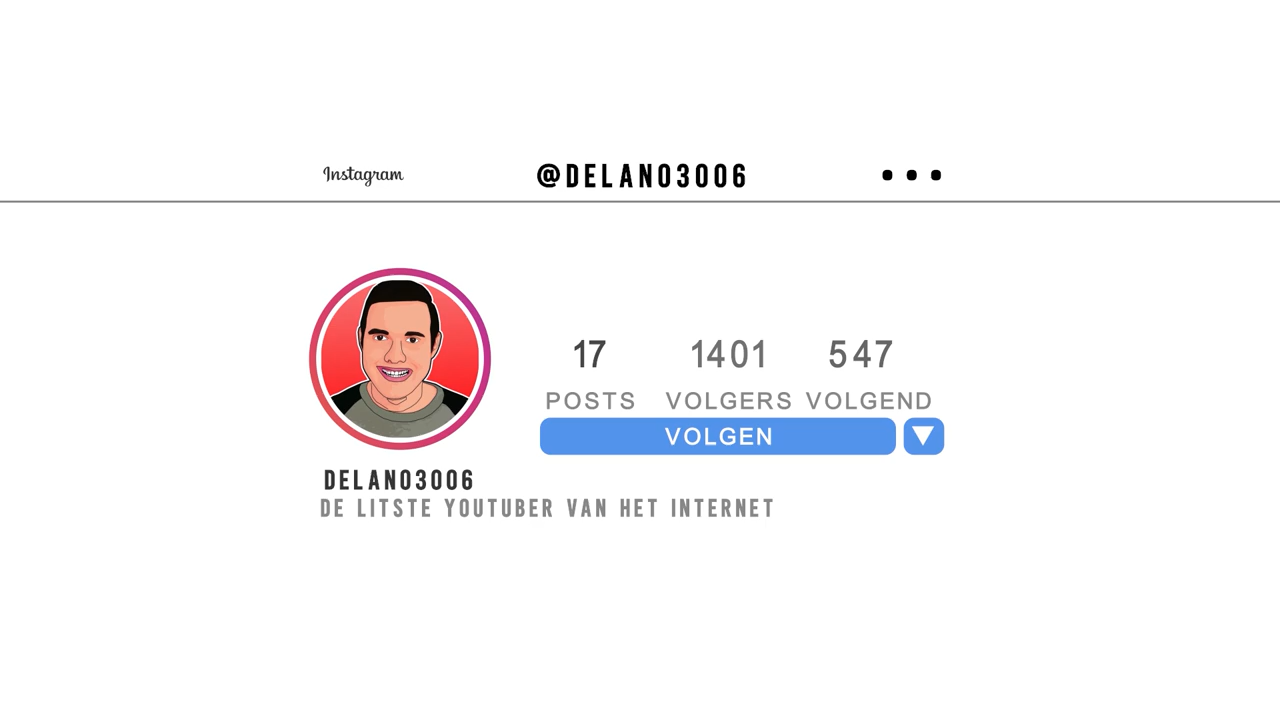 Instagram
@DELANO3006
17 1401 547
POSTS VOLGERS VOLGEND
VOLGEN
DELANO3006
DE LITSTE YOUTUBER VAN HET INTERNET